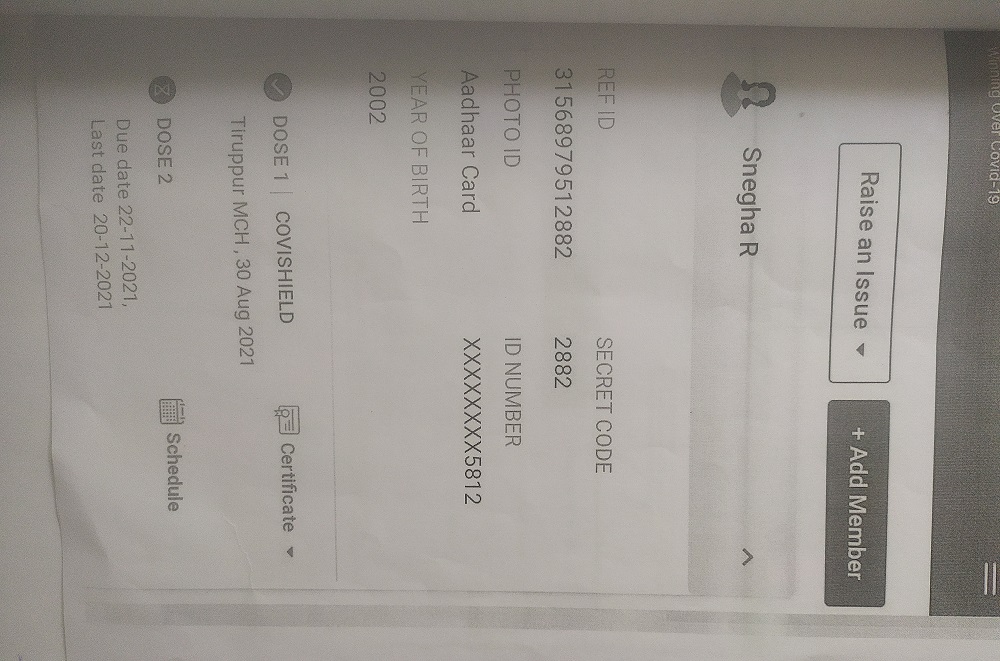 Winning Over Covid-19
Raise an Issue
+ Add Member
Snegha R
REF ID
31568979512882
SECRET CODE
2882
PHOTO ID
Aadhaar Card
ID NUMBER
XXXXXXXX5812
YEAR OF BIRTH
2002
DOSE 1 | COVISHIELD
Certificate
Tiruppur MCH , 30 Aug 2021
DOSE 2
Schedule
Due date 22-11-2021,
Last date 20-12-2021